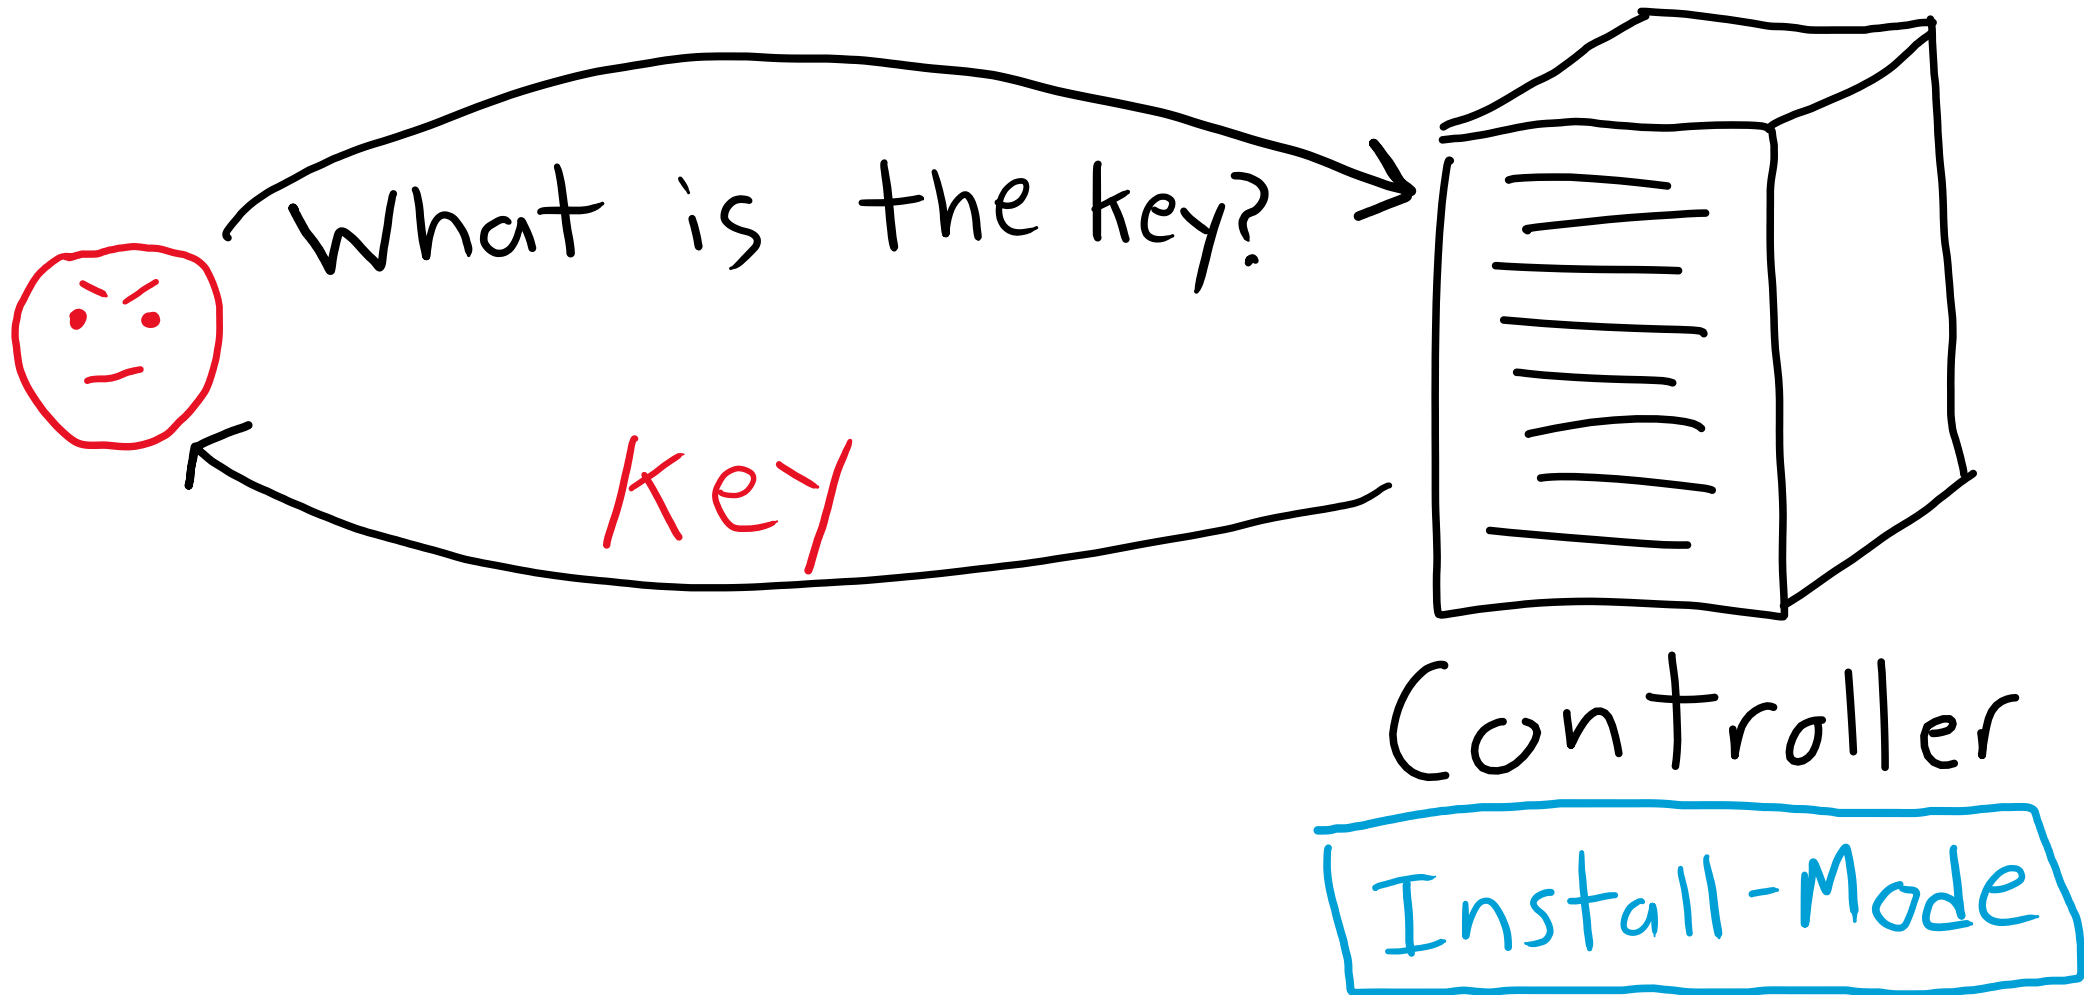 What is the key?
Key
Controller
Install-Mode